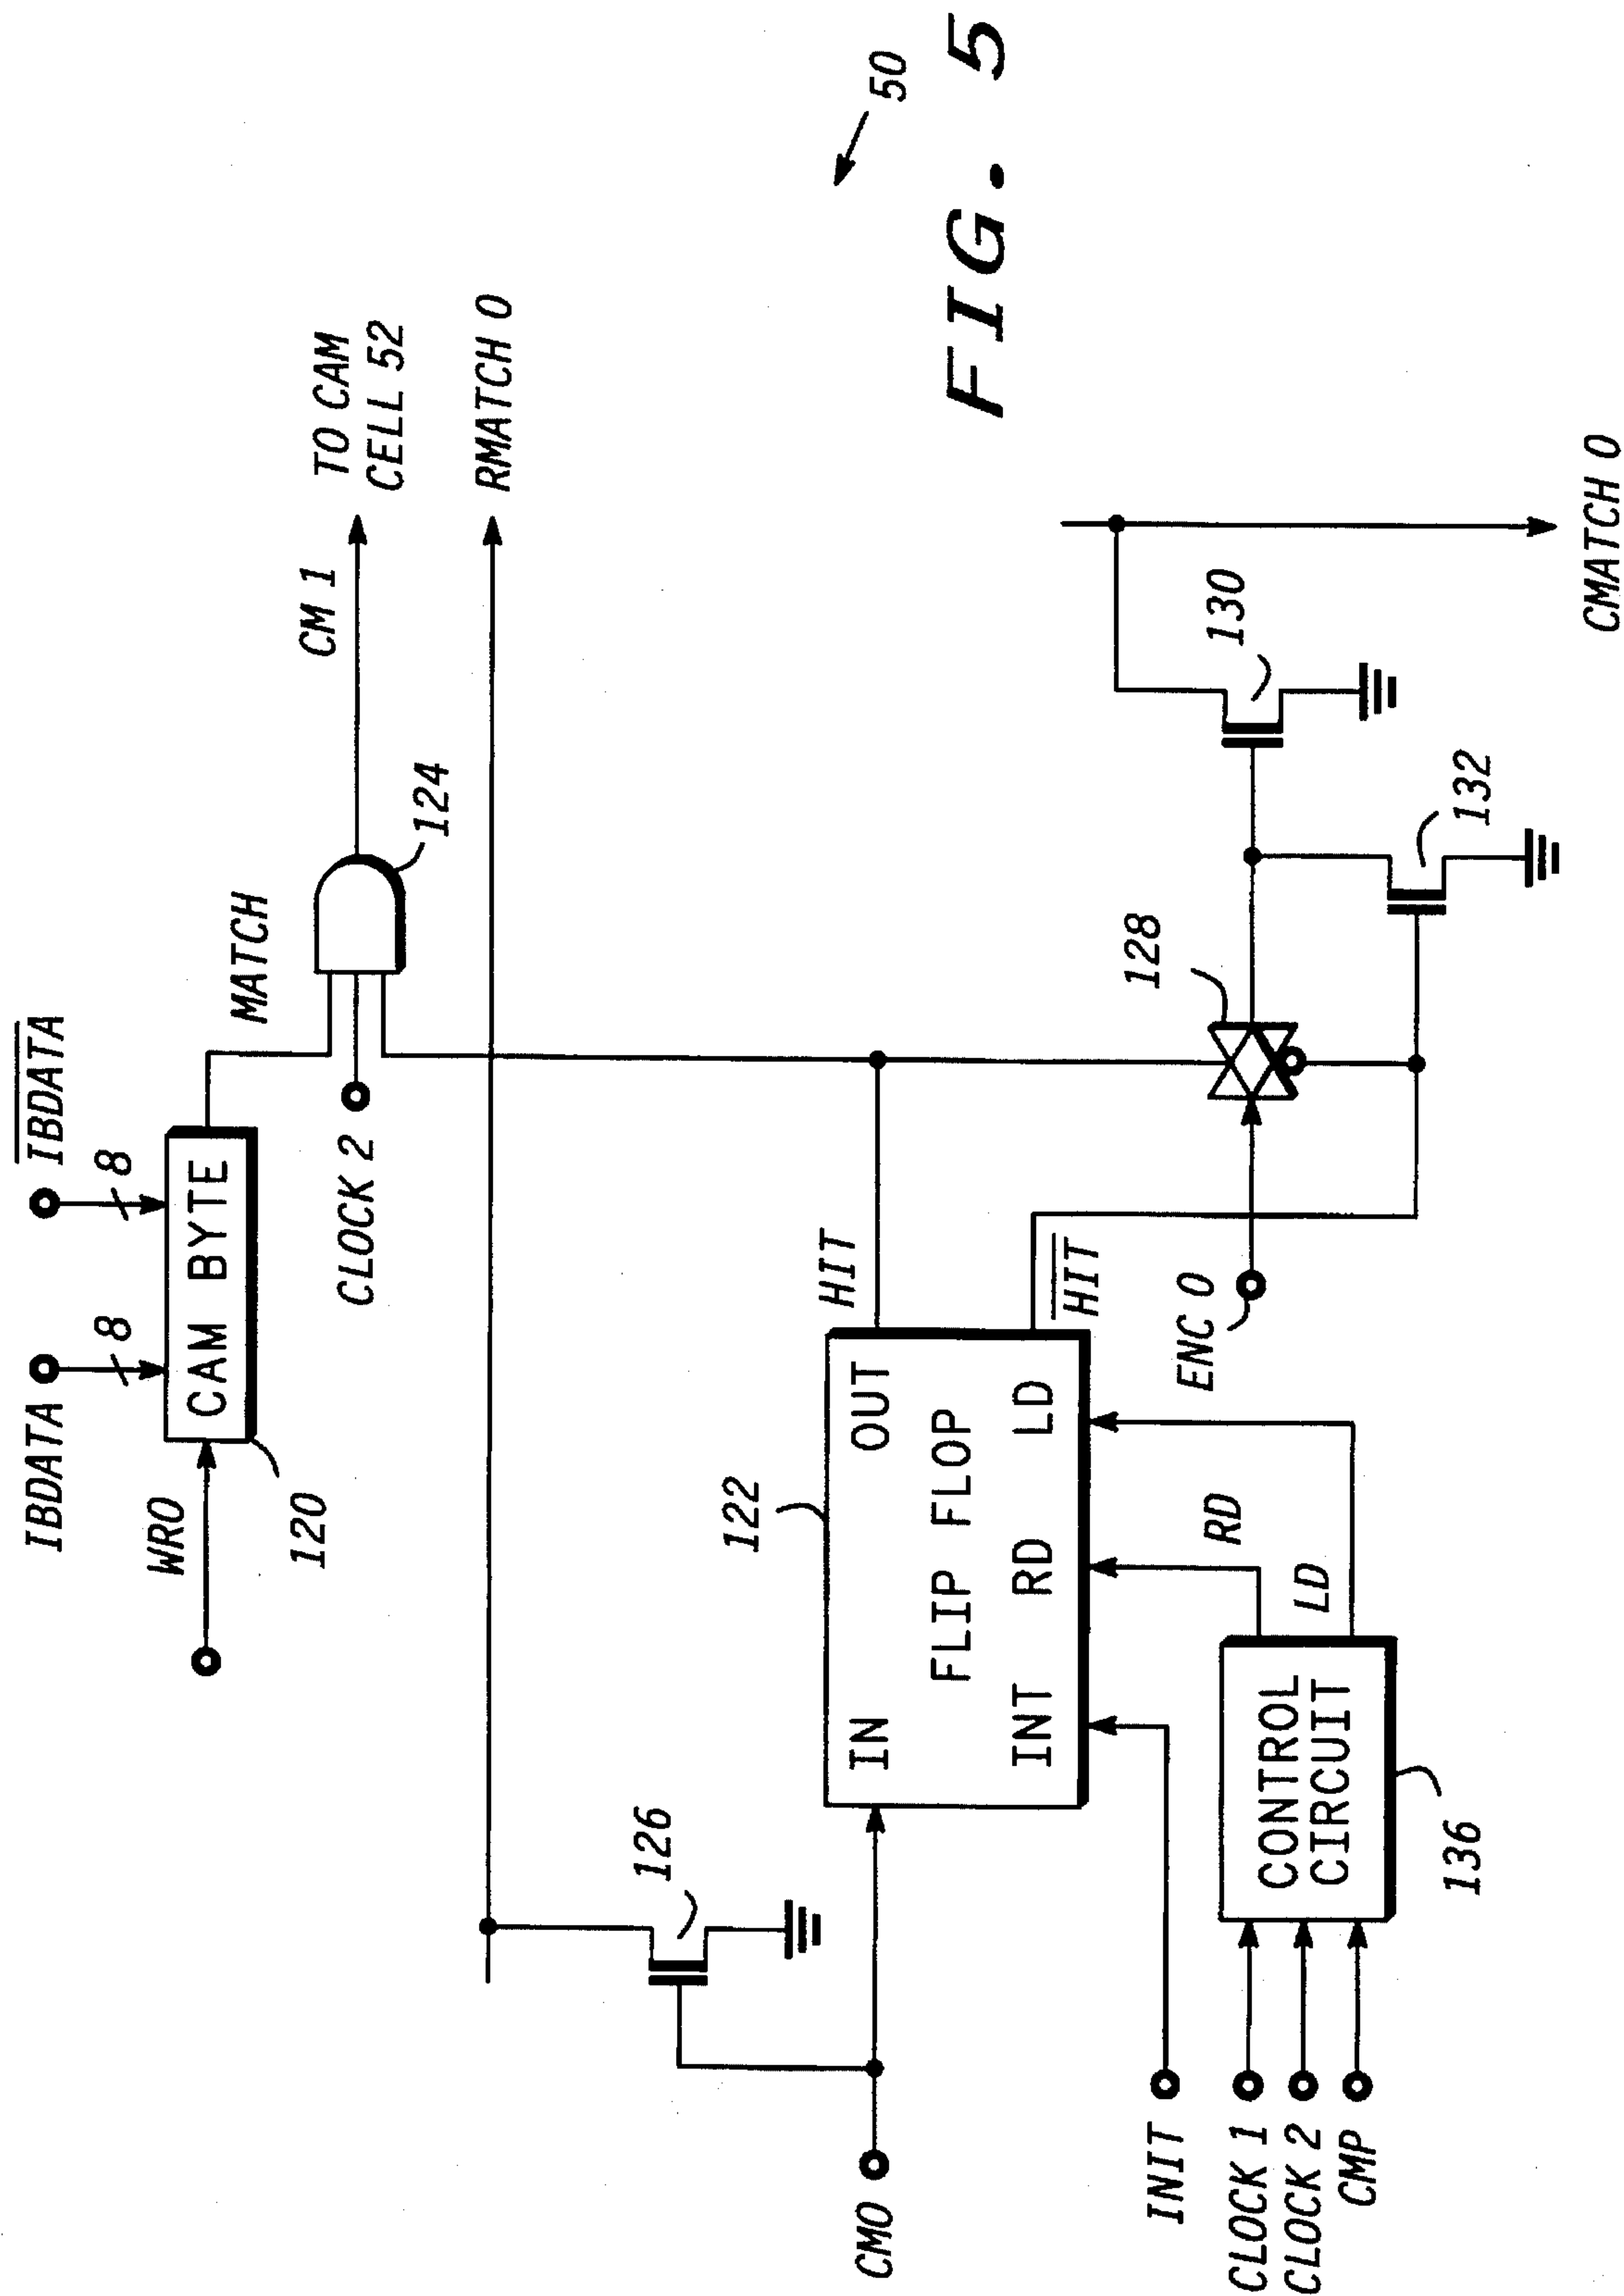 IBDATA
IBDATA
8
8
WRO
CAM BYTE
120
MATCH
CLOCK 2
124
CM 1
TO CAM
CELL 52
RMATCH 0
126
CMO
122
IN
OUT
FLIP FLOP
INT
RD
LD
HIT
HIT
INIT
CLOCK 1
CLOCK 2
CMP
CONTROL
CIRCUIT
136
RD
LD
ENC 0
128
130
132
CMATCH 0
50
FIG. 5